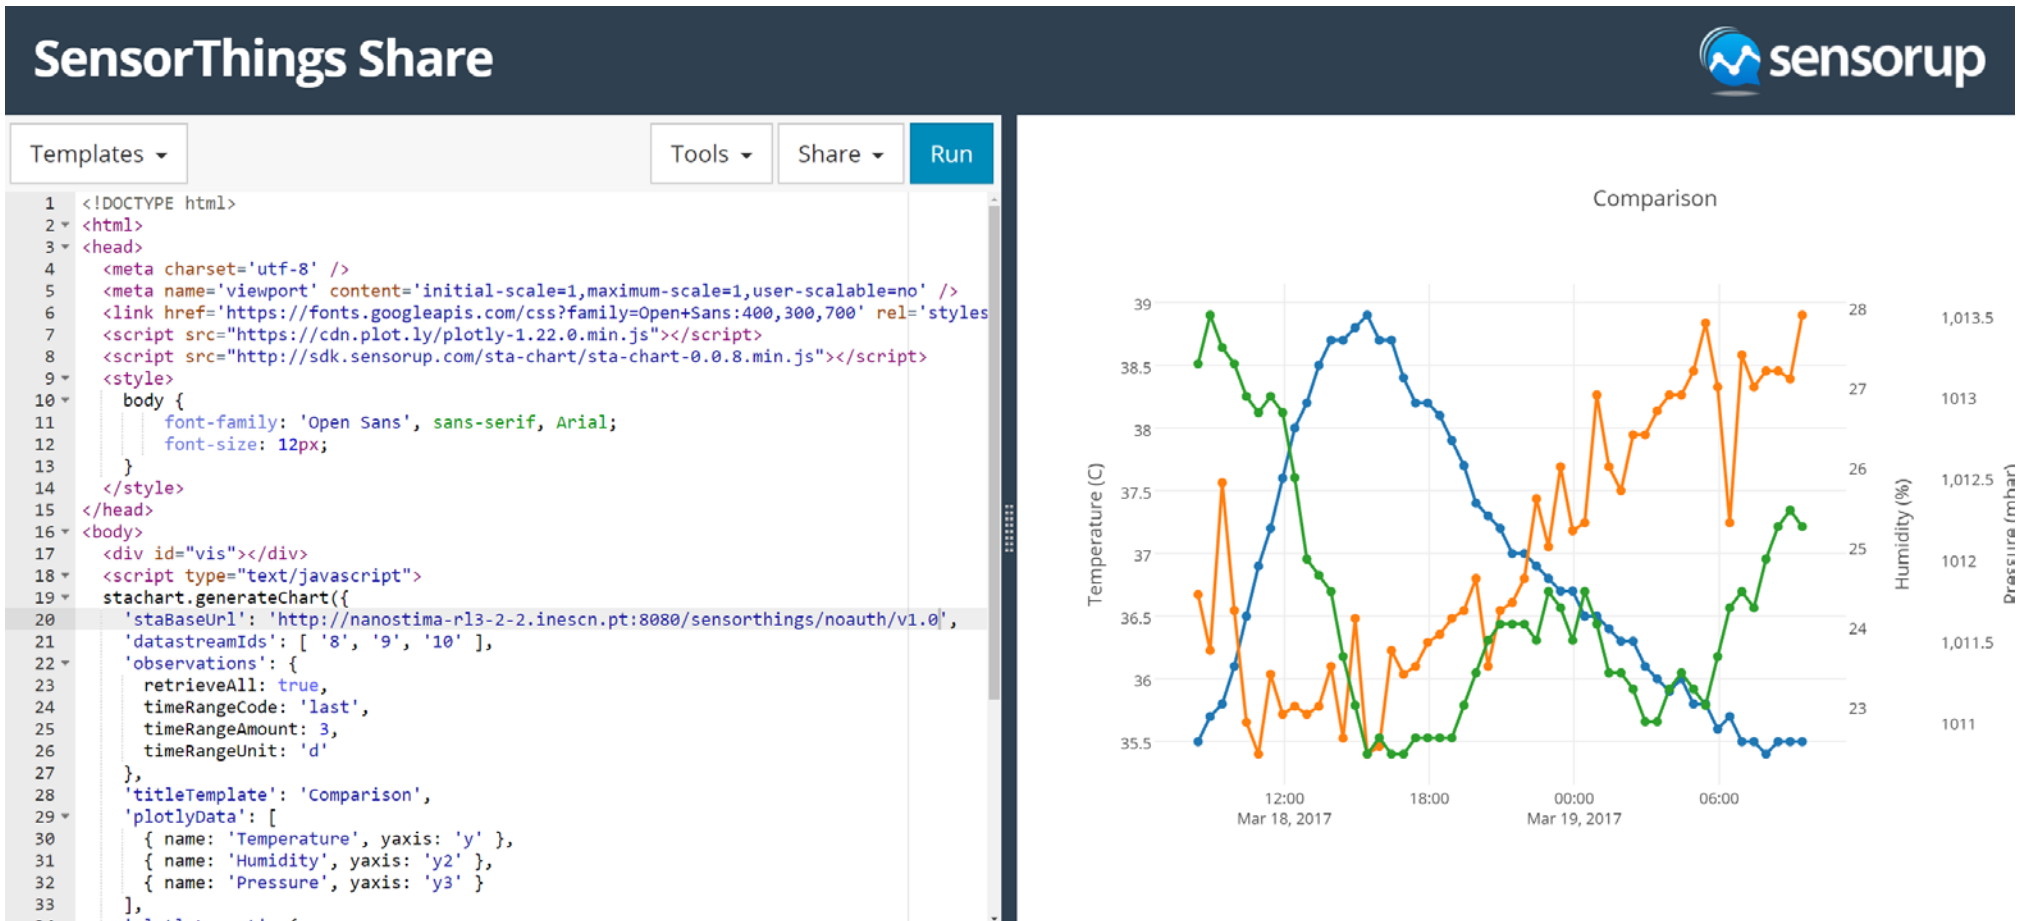 SensorThings Share
sensorup
Templates
Tools
Share
Run
1 <!DOCTYPE html>
2 <html>
3 <head>
4 <meta charset='utf-8' />
5 <meta name='viewport' content='initial-scale=1,maximum-scale=1,user-scalable=no' />
6 <link href='https://fonts.googleapis.com/css?family=Open+Sans:400,300,700' rel='styles
7 <script src="https://cdn.plot.ly/plotly-1.22.0.min.js"></script>
8 <script src="http://sdk.sensorup.com/sta-chart/sta-chart-0.0.8.min.js"></script>
9 <style>
10 body {
11 font-family: 'Open Sans', sans-serif, Arial;
12 font-size: 12px;
13 }
14 </style>
15 </head>
16 <body>
17 <div id="vis"></div>
18 <script type="text/javascript">
19 stachart.generateChart({
20 'staBaseUrl': 'http://nanostima-rl3-2-2.inescn.pt:8080/sensorthings/noauth/v1.0',
21 'datastreamIds': [ '8', '9', '10' ],
22 'observations': {
23 retrieveAll: true,
24 timeRangeCode: 'last',
25 timeRangeAmount: 3,
26 timeRangeUnit: 'd'
27 },
28 'titleTemplate': 'Comparison',
29 'plotlyData': [
30 { name: 'Temperature', yaxis: 'y' },
31 { name: 'Humidity', yaxis: 'y2' },
32 { name: 'Pressure', yaxis: 'y3' }
33 ],
Comparison
Temperature (C)
39
38.5
38
37.5
37
36.5
36
35.5
28
27
26
25
24
23
Humidity (%)
1,013.5
1013
1,012.5
1012
1,011.5
1011
Pressure (mbar)
12:00
Mar 18, 2017
18:00
00:00
Mar 19, 2017
06:00